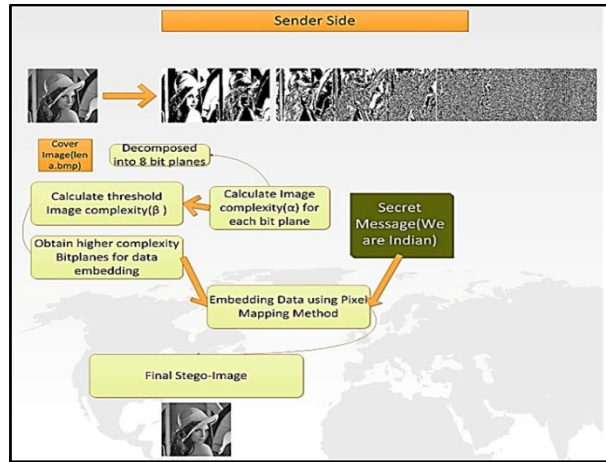 Sender Side
Cover
Image(len
a.bmp)
Decomposed
into 8 bit planes
Calculate threshold
Image complexity(β )
Calculate Image
complexity(α) for
each bit plane
Secret
Message(We
are Indian)
Obtain higher complexity
Bitplanes for data
embedding
Embedding Data using Pixel
Mapping Method
Final Stego-Image